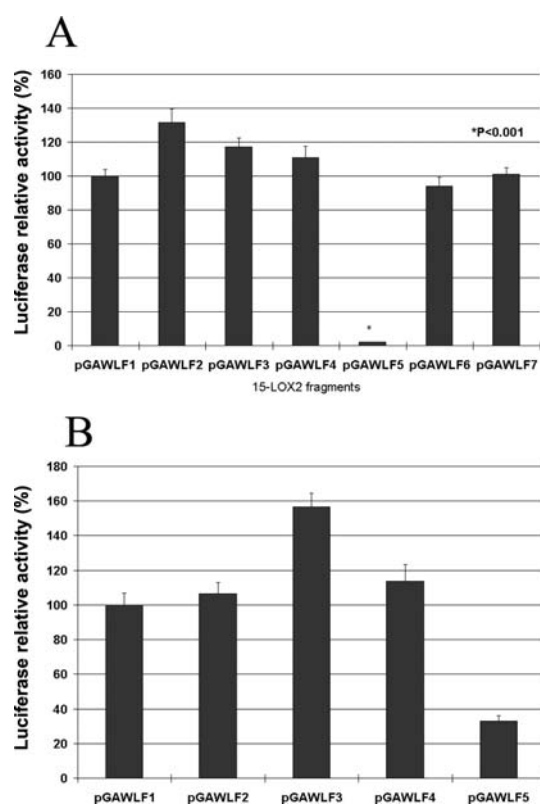 A
Luciferase relative activity (%)
160
140
120
100
80
60
40
20
0
*P<0.001
*
pGAWLF1 pGAWLF2 pGAWLF3 pGAWLF4 pGAWLF5 pGAWLF6 pGAWLF7
15-LOX2 fragments
B
Luciferase relative activity (%)
180
160
140
120
100
80
60
40
20
0
pGAWLF1 pGAWLF2 pGAWLF3 pGAWLF4 pGAWLF5